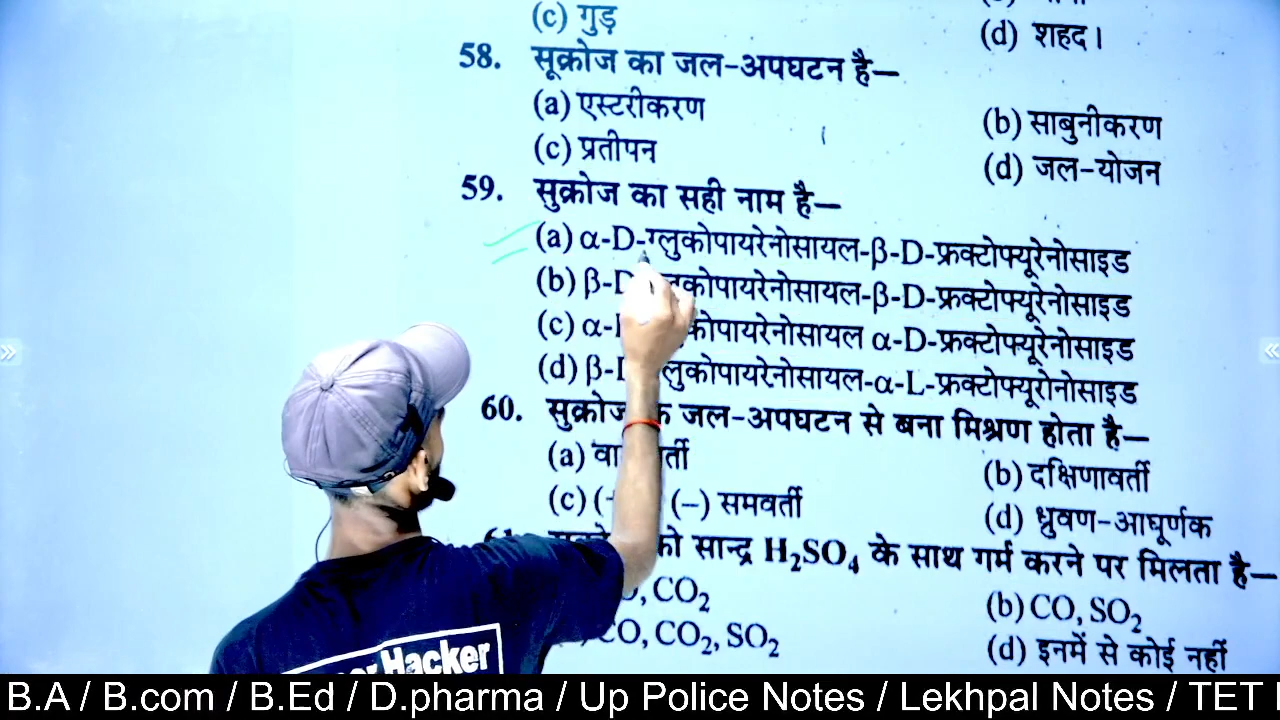 (c) गुड़
(d) शहद।
58. सूक्रोज का जल-अपघटन है—
(a) एस्टरीकरण
(b) साबुनीकरण
(c) प्रतीपन
(d) जल-योजन
59. सुक्रोज का सही नाम है—
(a) α-D-ग्लुकोपायरेनोसायल-β-D-फ्रक्टोफ्यूरेनोसाइड
(b) β-D कोपायरेनोसायल-β-D-फ्रक्टोफ्यूरेनोसाइड
(c) α- कोपायरेनोसायल α-D-फ्रक्टोफ्यूरेनोसाइड
(d) β- लुकोपायरेनोसायल-α-L-फ्रक्टोफ्यूरोनोसाइड
60. सुक्रोज जल-अपघटन से बना मिश्रण होता है—
(a) वा र्ती
(b) दक्षिणावर्ती
(c) ( (–) समवर्ती
(d) ध्रुवण-आघूर्णक
को सान्द्र H₂SO₄ के साथ गर्म करने पर मिलता है—
, CO₂
(b) CO, SO₂
CO, CO₂, SO₂
(d) इनमें से कोई नहीं
Hacker
B.A / B.com / B.Ed / D.pharma / Up Police Notes / Lekhpal Notes / TET